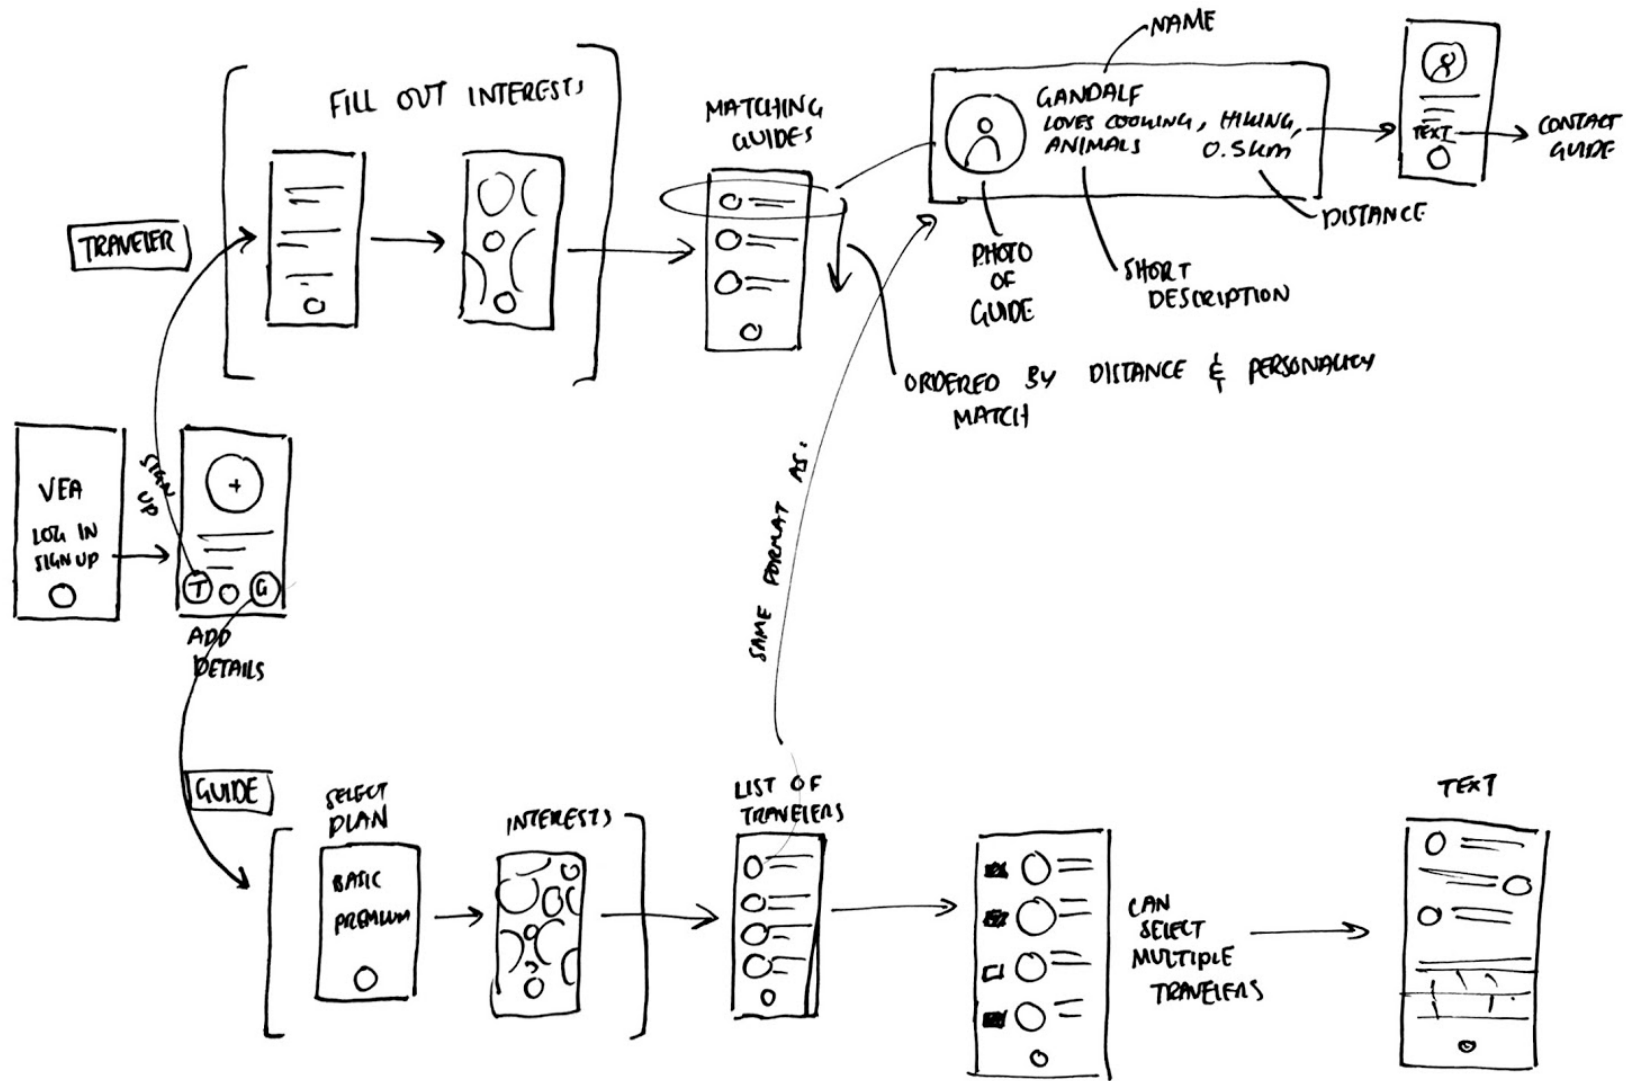 NAME
FILL OUT INTERESTS
MATCHING
GUIDES
GANDALF
LOVES COOKING, HIKING,
ANIMALS
0.5km
TEXT
CONTACT
GUIDE
TRAVELER
DISTANCE
PHOTO
OF
GUIDE
SHORT
DESCRIPTION
ORDERED BY DISTANCE & PERSONALITY
MATCH
VEA
LOG IN
SIGN UP
SIGN
UP
T
G
ADD
DETAILS
SAME FORMAT AS:
GUIDE
SELECT
PLAN
BASIC
PREMIUM
INTERESTS
LIST OF
TRAVELERS
CAN
SELECT
MULTIPLE
TRAVELERS
TEXT